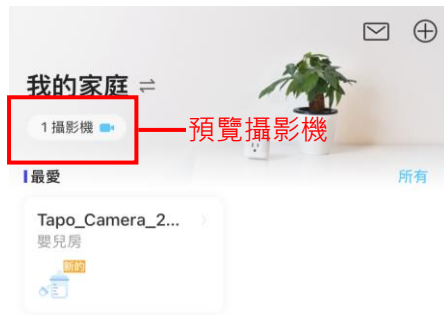 我的家庭
1 攝影機
預覽攝影機
最愛
所有
Tapo_Camera_2...
嬰兒房
新的